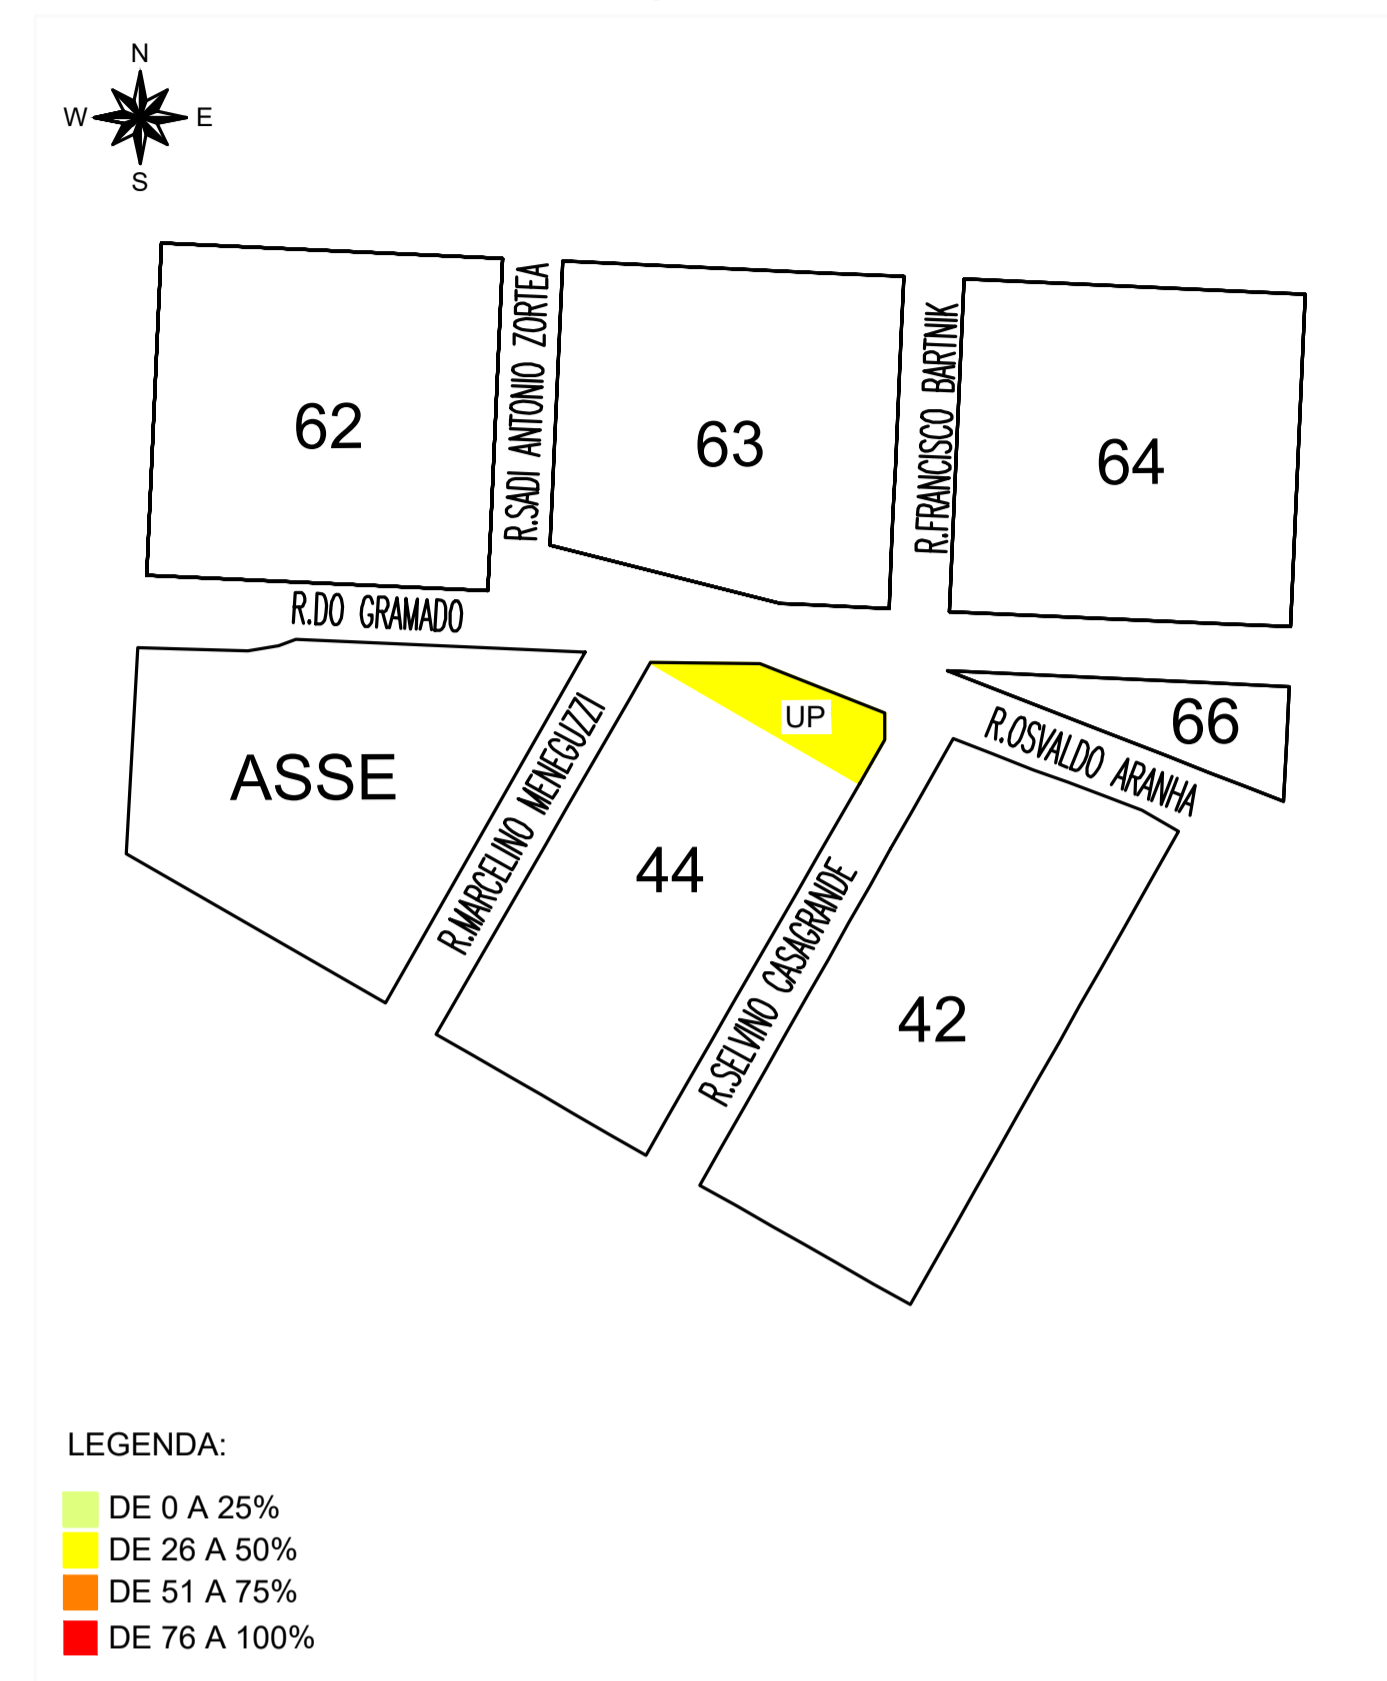 N
W E
S
R.SADI ANTONIO ZORTEA
R.FRANCISCO BARTNIK
62
63
64
R.DO GRAMADO
UP
66
R.OSVALDO ARANHA
ASSE
R.MARCELINO MENEGUZZI
44
R.SELVINO CASAGRANDE
42
LEGENDA:
DE 0 A 25%
DE 26 A 50%
DE 51 A 75%
DE 76 A 100%